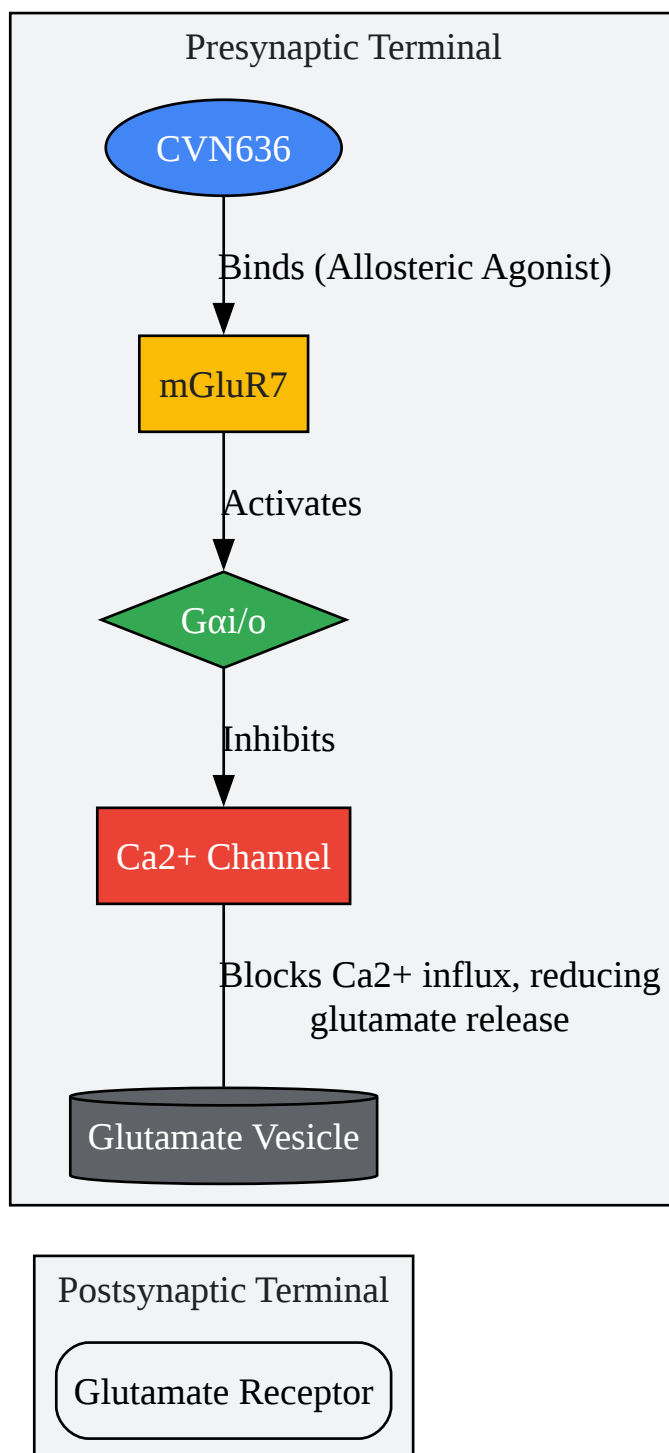 Presynaptic Terminal
CVN636
Binds (Allosteric Agonist)
mGluR7
Activates
Gαi/o
Inhibits
Ca2+ Channel
Blocks Ca2+ influx, reducing
glutamate release
Glutamate Vesicle
Postsynaptic Terminal
Glutamate Receptor